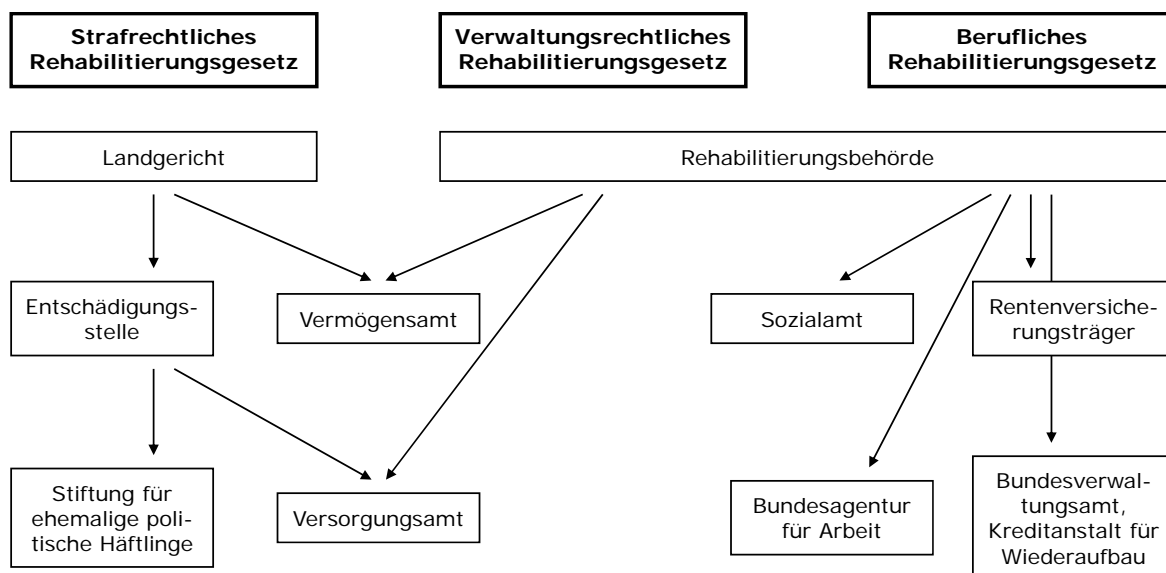 Strafrechtliches
Rehabilitierungsgesetz
Verwaltungsrechtliches
Rehabilitierungsgesetz
Berufliches
Rehabilitierungsgesetz
Landgericht
Rehabilitierungsbehörde
Entschädigungs-
stelle
Vermögensamt
Sozialamt
Rentenversiche-
rungsträger
Stiftung für
ehemalige poli-
tische Häftlinge
Versorgungsamt
Bundesagentur
für Arbeit
Bundesverwal-
tungsamt,
Kreditanstalt für
Wiederaufbau